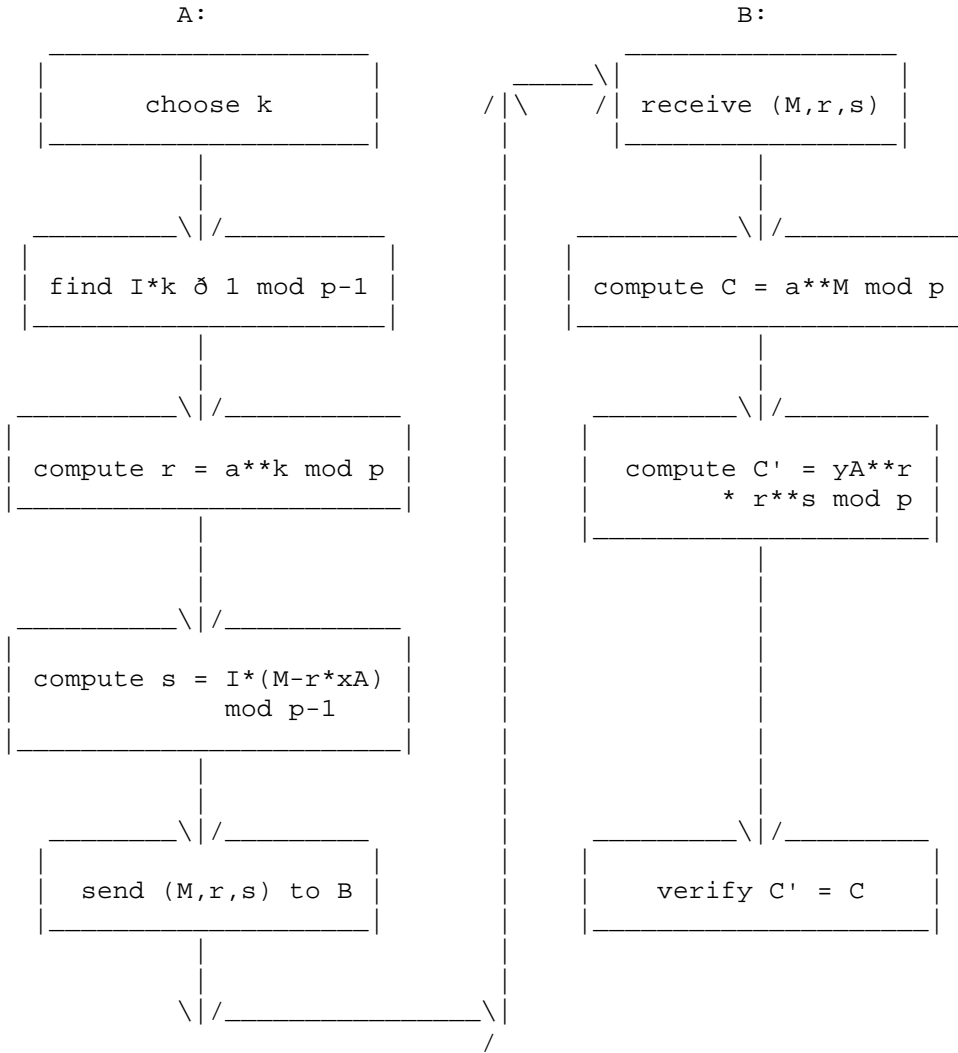 A:
choose k
find I*k ð 1 mod p-1
compute r = a**k mod p
compute s = I*(M-r*xA)
mod p-1
send (M,r,s) to B
B:
receive (M,r,s)
compute C = a**M mod p
compute C' = yA**r
* r**s mod p
verify C' = C